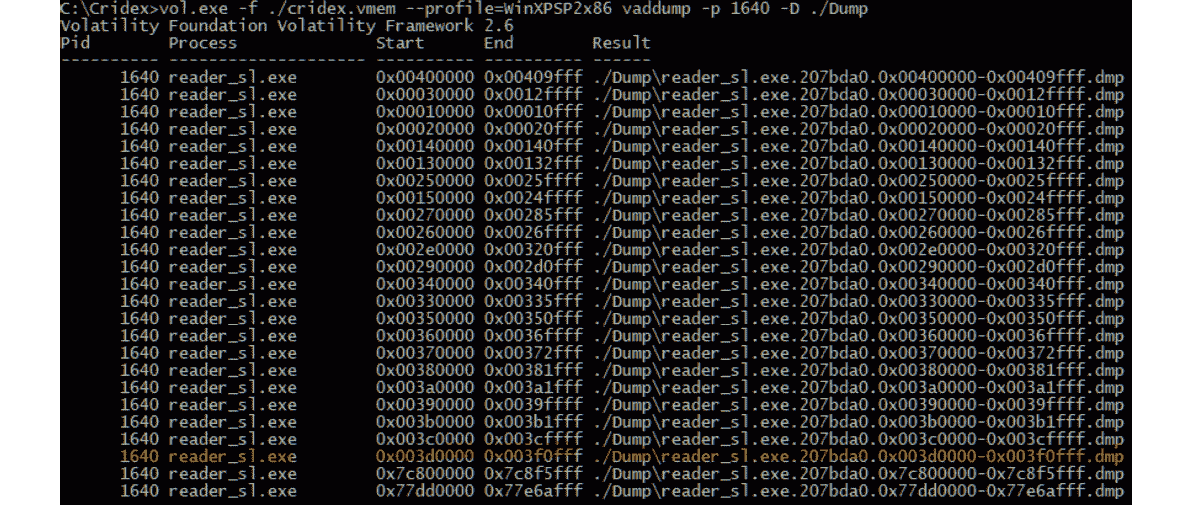 C:\Cridex>vol.exe -f ./cridex.vmem --profile=WinXPSP2x86 vaddump -p 1640 -D ./Dump
Volatility Foundation Volatility Framework 2.6
Pid        Process              Start      End        Result
---------- -------------------- ---------- ---------- ------
1640 reader_sl.exe        0x00400000 0x00409fff ./Dump\reader_sl.exe.207bda0.0x00400000-0x00409fff.dmp
1640 reader_sl.exe        0x00030000 0x0012ffff ./Dump\reader_sl.exe.207bda0.0x00030000-0x0012ffff.dmp
1640 reader_sl.exe        0x00010000 0x00010fff ./Dump\reader_sl.exe.207bda0.0x00010000-0x00010fff.dmp
1640 reader_sl.exe        0x00020000 0x00020fff ./Dump\reader_sl.exe.207bda0.0x00020000-0x00020fff.dmp
1640 reader_sl.exe        0x00140000 0x00140fff ./Dump\reader_sl.exe.207bda0.0x00140000-0x00140fff.dmp
1640 reader_sl.exe        0x00130000 0x00132fff ./Dump\reader_sl.exe.207bda0.0x00130000-0x00132fff.dmp
1640 reader_sl.exe        0x00250000 0x0025ffff ./Dump\reader_sl.exe.207bda0.0x00250000-0x0025ffff.dmp
1640 reader_sl.exe        0x00150000 0x0024ffff ./Dump\reader_sl.exe.207bda0.0x00150000-0x0024ffff.dmp
1640 reader_sl.exe        0x00270000 0x00285fff ./Dump\reader_sl.exe.207bda0.0x00270000-0x00285fff.dmp
1640 reader_sl.exe        0x00260000 0x0026ffff ./Dump\reader_sl.exe.207bda0.0x00260000-0x0026ffff.dmp
1640 reader_sl.exe        0x002e0000 0x00320fff ./Dump\reader_sl.exe.207bda0.0x002e0000-0x00320fff.dmp
1640 reader_sl.exe        0x00290000 0x002d0fff ./Dump\reader_sl.exe.207bda0.0x00290000-0x002d0fff.dmp
1640 reader_sl.exe        0x00340000 0x00340fff ./Dump\reader_sl.exe.207bda0.0x00340000-0x00340fff.dmp
1640 reader_sl.exe        0x00330000 0x00335fff ./Dump\reader_sl.exe.207bda0.0x00330000-0x00335fff.dmp
1640 reader_sl.exe        0x00350000 0x00350fff ./Dump\reader_sl.exe.207bda0.0x00350000-0x00350fff.dmp
1640 reader_sl.exe        0x00360000 0x0036ffff ./Dump\reader_sl.exe.207bda0.0x00360000-0x0036ffff.dmp
1640 reader_sl.exe        0x00370000 0x00372fff ./Dump\reader_sl.exe.207bda0.0x00370000-0x00372fff.dmp
1640 reader_sl.exe        0x00380000 0x00381fff ./Dump\reader_sl.exe.207bda0.0x00380000-0x00381fff.dmp
1640 reader_sl.exe        0x003a0000 0x003a1fff ./Dump\reader_sl.exe.207bda0.0x003a0000-0x003a1fff.dmp
1640 reader_sl.exe        0x00390000 0x0039ffff ./Dump\reader_sl.exe.207bda0.0x00390000-0x0039ffff.dmp
1640 reader_sl.exe        0x003b0000 0x003b1fff ./Dump\reader_sl.exe.207bda0.0x003b0000-0x003b1fff.dmp
1640 reader_sl.exe        0x003c0000 0x003cffff ./Dump\reader_sl.exe.207bda0.0x003c0000-0x003cffff.dmp
1640 reader_sl.exe        0x003d0000 0x003f0fff ./Dump\reader_sl.exe.207bda0.0x003d0000-0x003f0fff.dmp
1640 reader_sl.exe        0x7c800000 0x7c8f5fff ./Dump\reader_sl.exe.207bda0.0x7c800000-0x7c8f5fff.dmp
1640 reader_sl.exe        0x77dd0000 0x77e6afff ./Dump\reader_sl.exe.207bda0.0x77dd0000-0x77e6afff.dmp